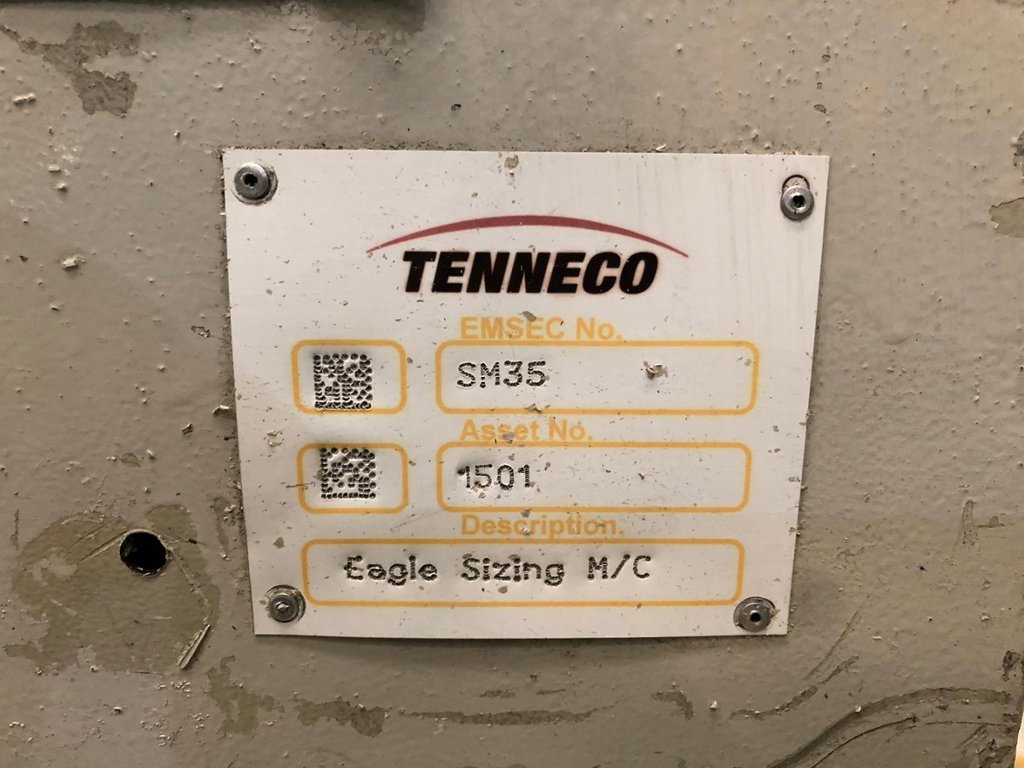 TENNECO
EMSEC No.
SM35
Asset No.
1501
Description.
Eagle Sizing M/C